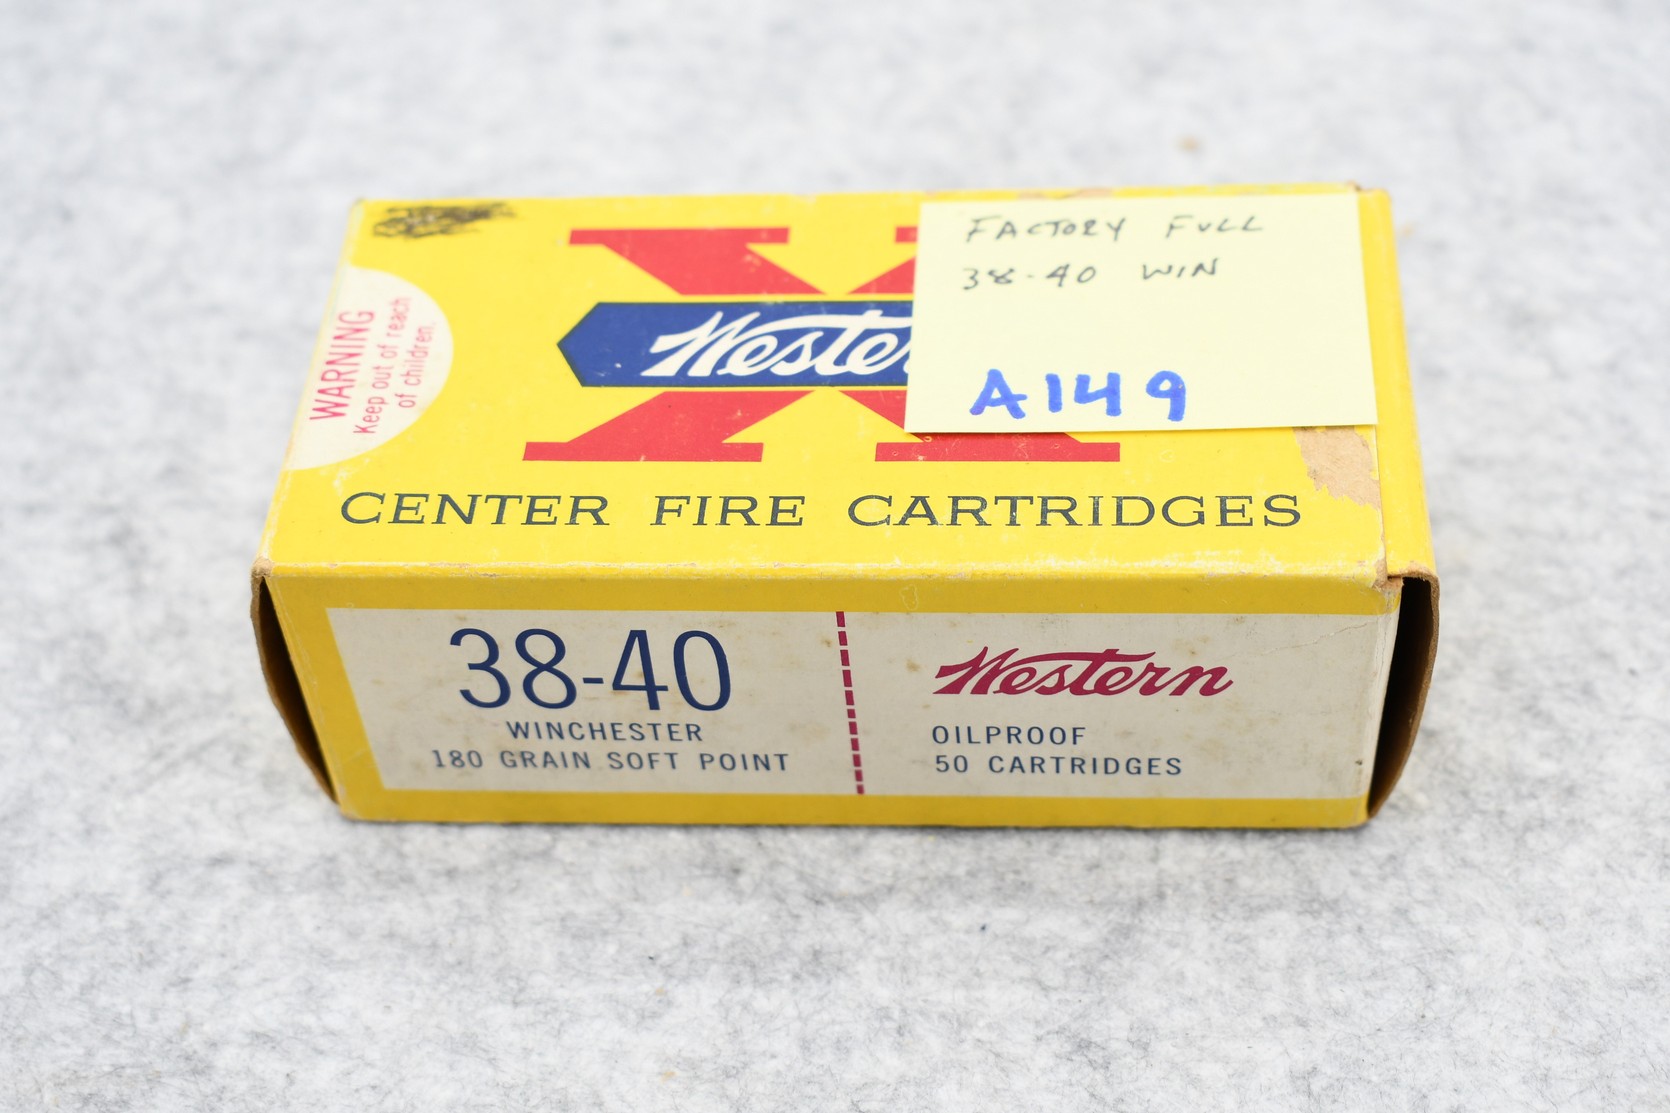 FACTORY FULL
38-40 WIN
A149
WARNING
Keep out of reach
of children.
Wester
CENTER FIRE CARTRIDGES
38-40
WINCHESTER
180 GRAIN SOFT POINT
Western
OILPROOF
50 CARTRIDGES